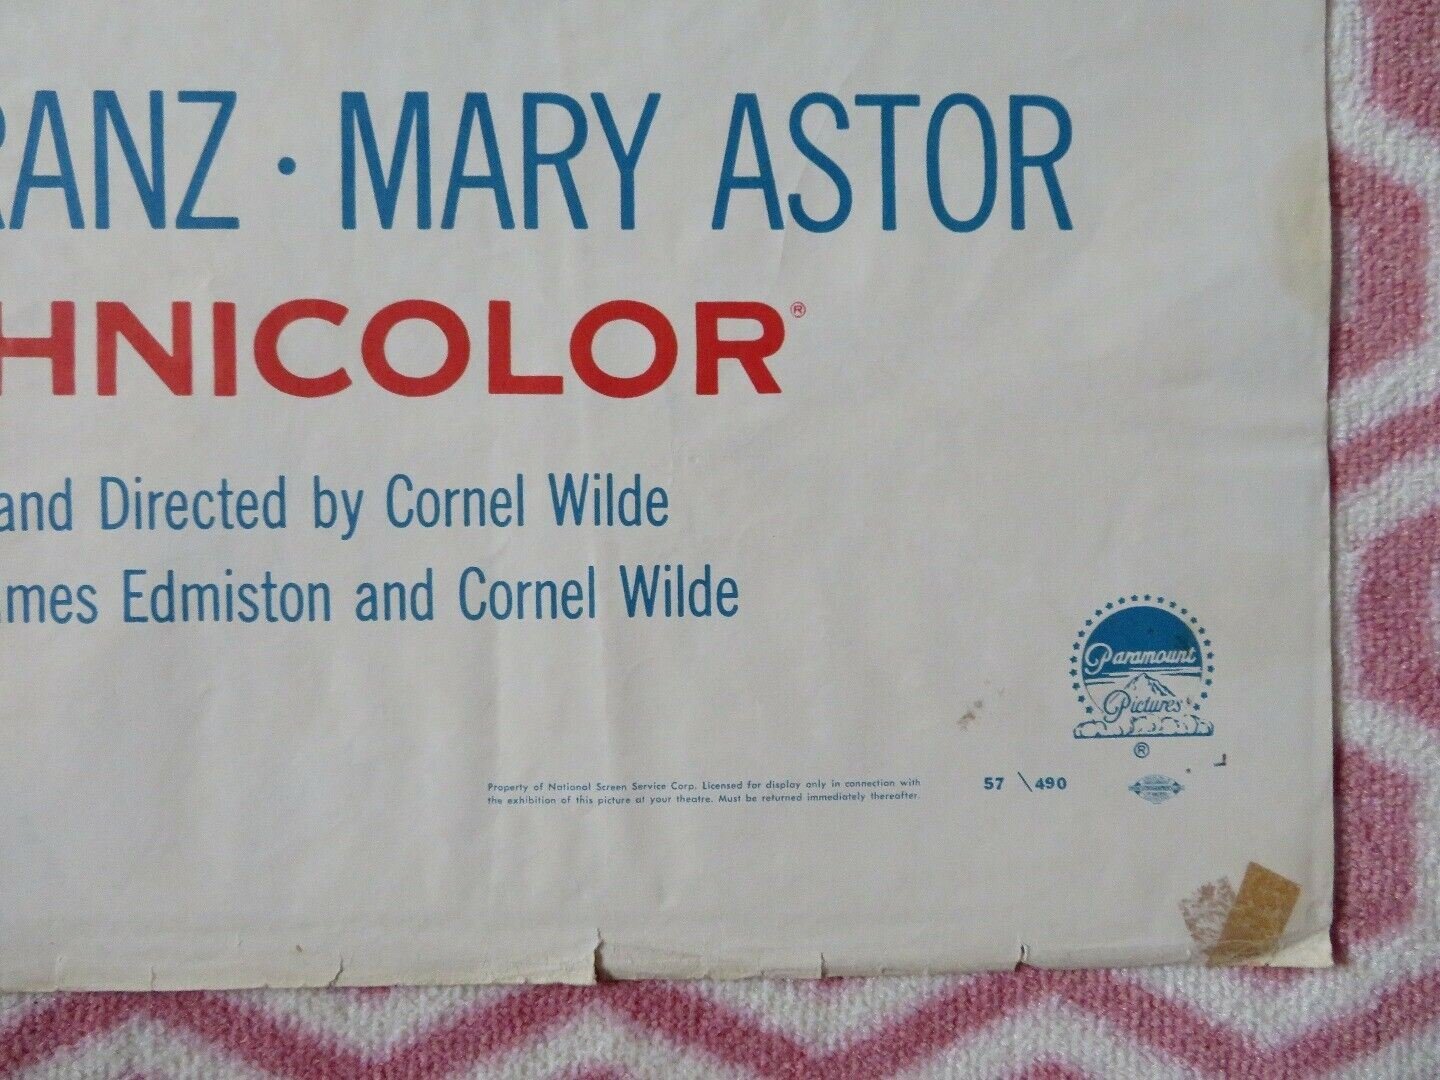 RANZ · MARY ASTOR
HNICOLOR®
and Directed by Cornel Wilde
ames Edmiston and Cornel Wilde
Paramount
Pictures
®
Property of National Screen Service Corp. Licensed for display only in connection with
the exhibition of this picture at your theatre. Must be returned immediately thereafter.
57 \490